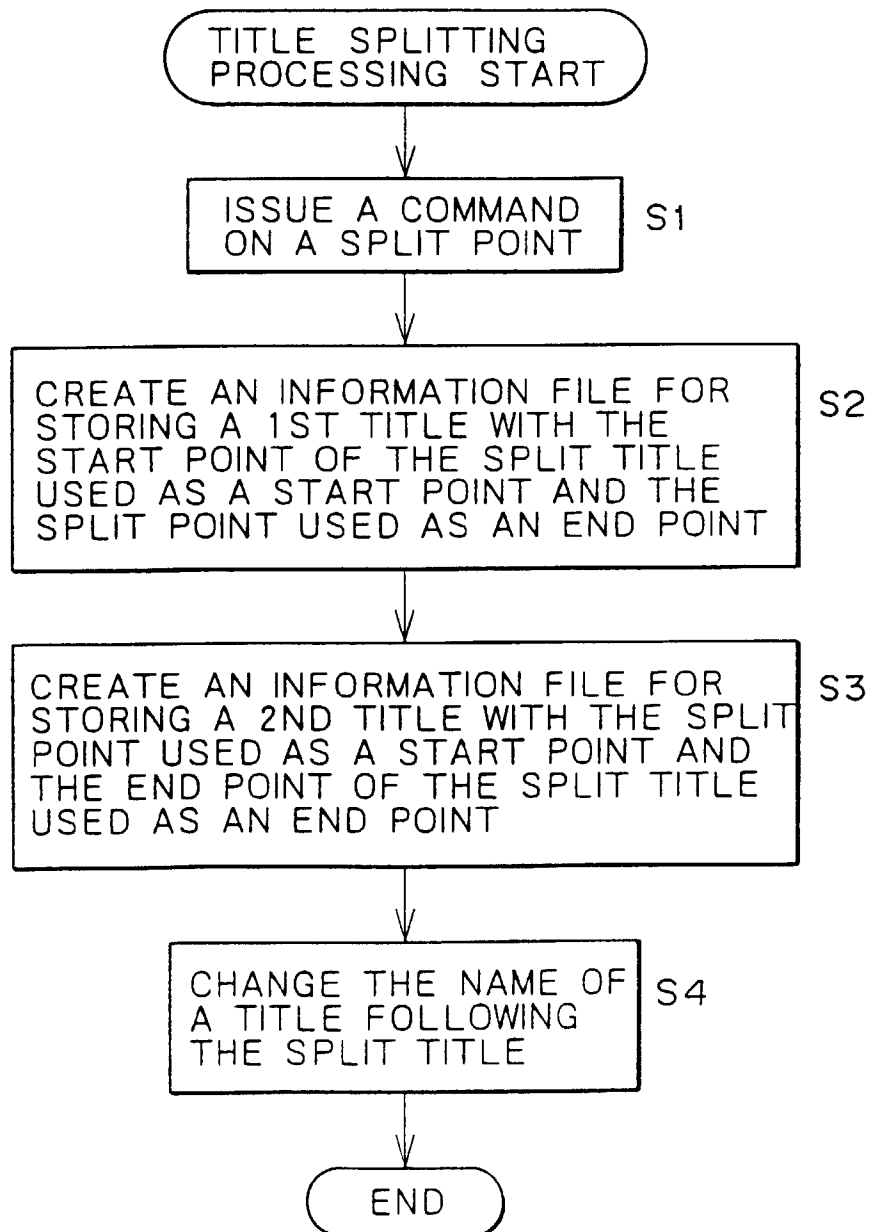 TITLE SPLITTING
PROCESSING START
ISSUE A COMMAND
ON A SPLIT POINT
S1
CREATE AN INFORMATION FILE FOR
STORING A 1ST TITLE WITH THE
START POINT OF THE SPLIT TITLE
USED AS A START POINT AND THE
SPLIT POINT USED AS AN END POINT
S2
CREATE AN INFORMATION FILE FOR
STORING A 2ND TITLE WITH THE SPLIT
POINT USED AS A START POINT AND
THE END POINT OF THE SPLIT TITLE
USED AS AN END POINT
S3
CHANGE THE NAME OF
A TITLE FOLLOWING
THE SPLIT TITLE
S4
END